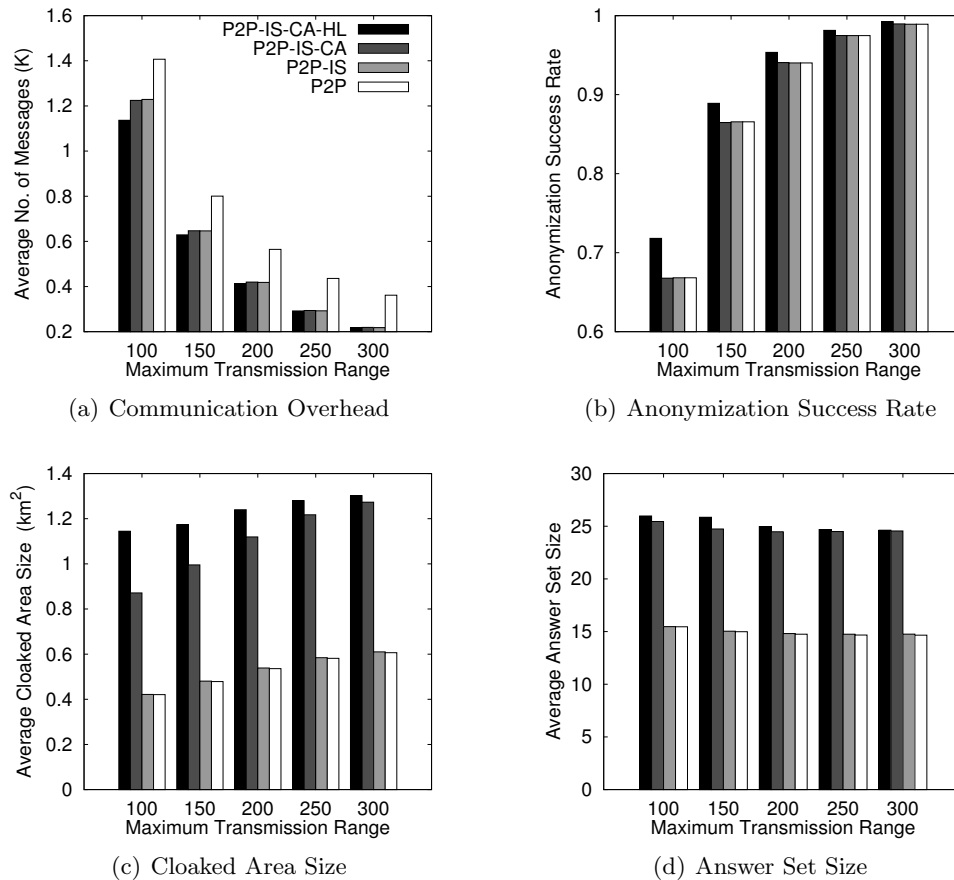 1.6
1.4
1.2
1
0.8
0.6
0.4
0.2
Average No. of Messages (K)
P2P-IS-CA-HL
P2P-IS-CA
P2P-IS
P2P
100 150 200 250 300
Maximum Transmission Range
(a) Communication Overhead
1
0.9
0.8
0.7
0.6
Anonymization Success Rate
100 150 200 250 300
Maximum Transmission Range
(b) Anonymization Success Rate
1.4
1.2
1
0.8
0.6
0.4
0.2
0
Average Cloaked Area Size (km²)
100 150 200 250 300
Maximum Transmission Range
(c) Cloaked Area Size
30
25
20
15
10
5
0
Average Answer Set Size
100 150 200 250 300
Maximum Transmission Range
(d) Answer Set Size